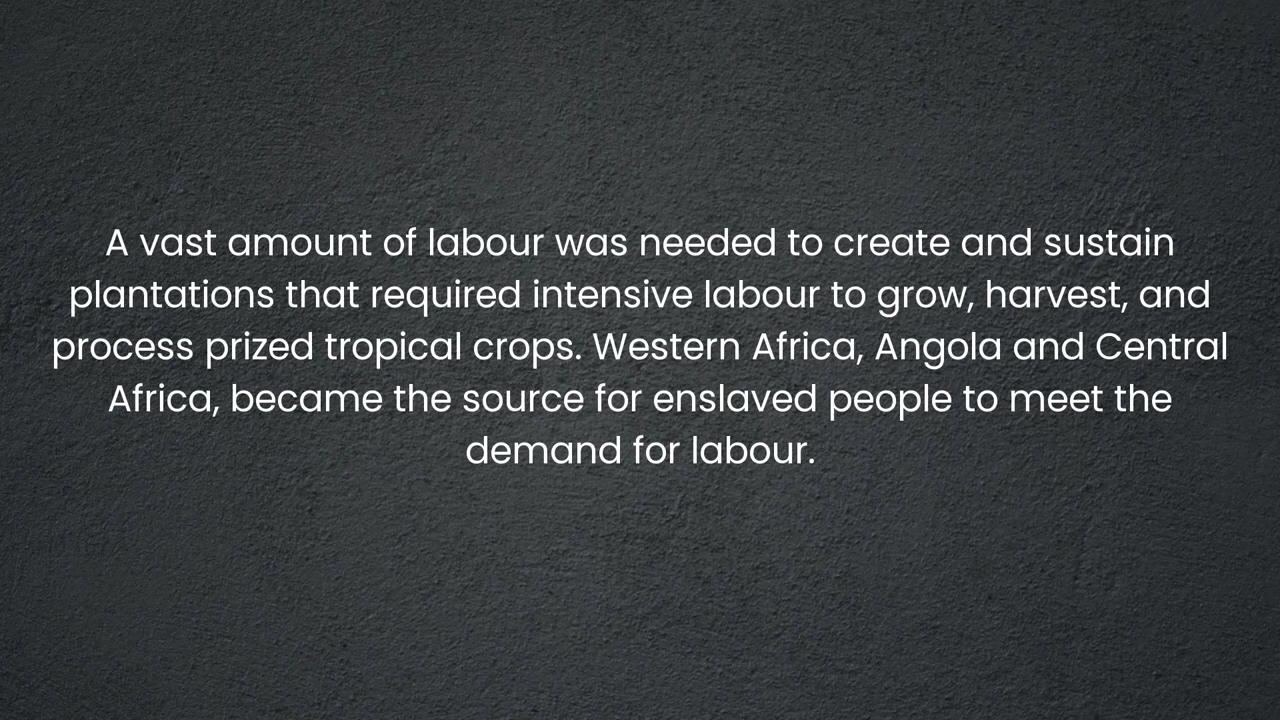 A vast amount of labour was needed to create and sustain
plantations that required intensive labour to grow, harvest, and
process prized tropical crops. Western Africa, Angola and Central
Africa, became the source for enslaved people to meet the
demand for labour.